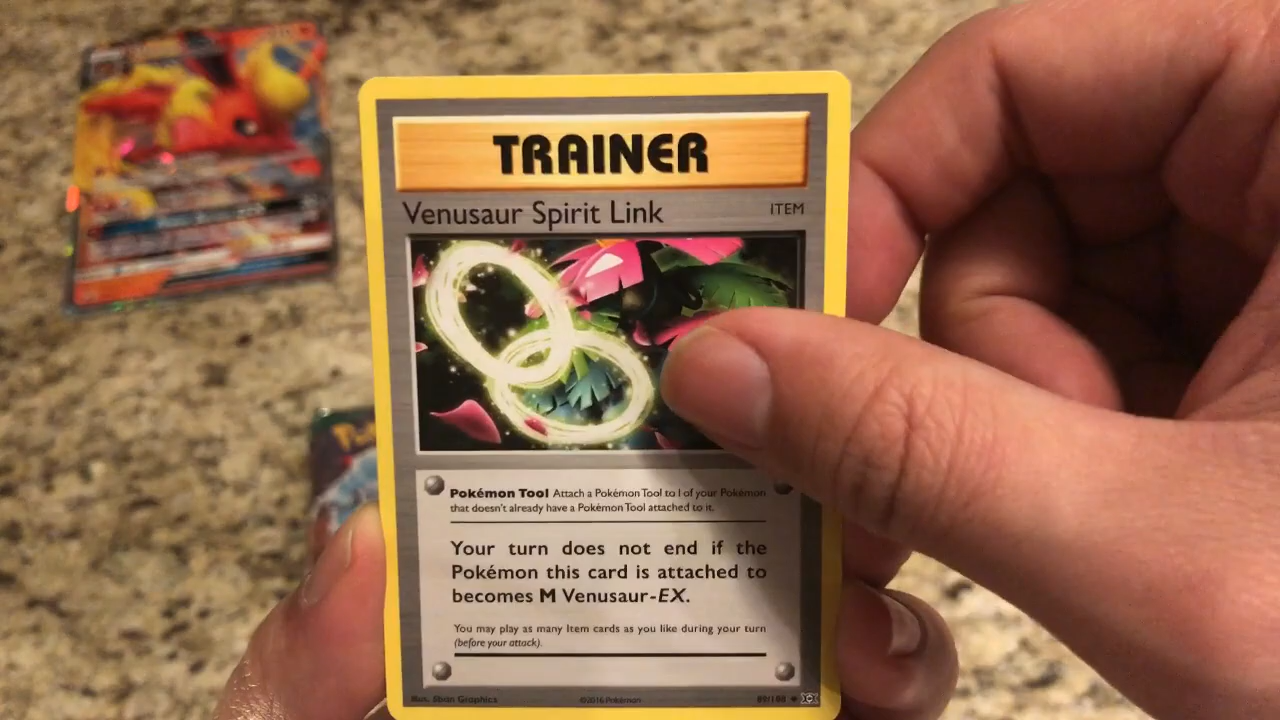 TRAINER
Venusaur Spirit Link
ITEM
Pokémon Tool Attach a Pokémon Tool to 1 of your Pokémon
that doesn't already have a Pokémon Tool attached to it.
Your turn does not end if the
Pokémon this card is attached to
becomes M Venusaur-EX.
You may play as many Item cards as you like during your turn
(before your attack).
Illus. 5ban Graphics
©2016 Pokémon
89/108